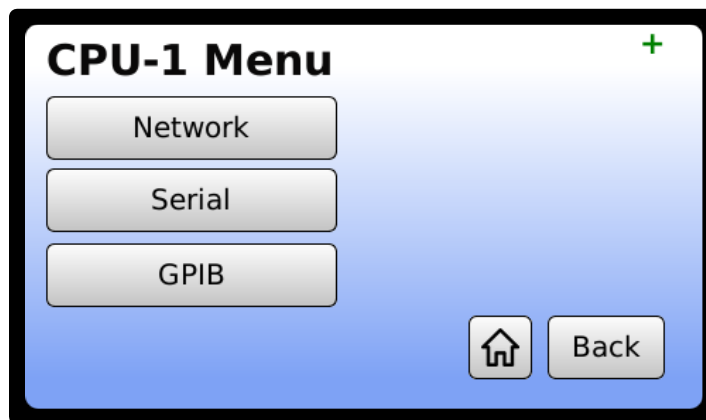 CPU-1 Menu
+
Network
Serial
GPIB
Back